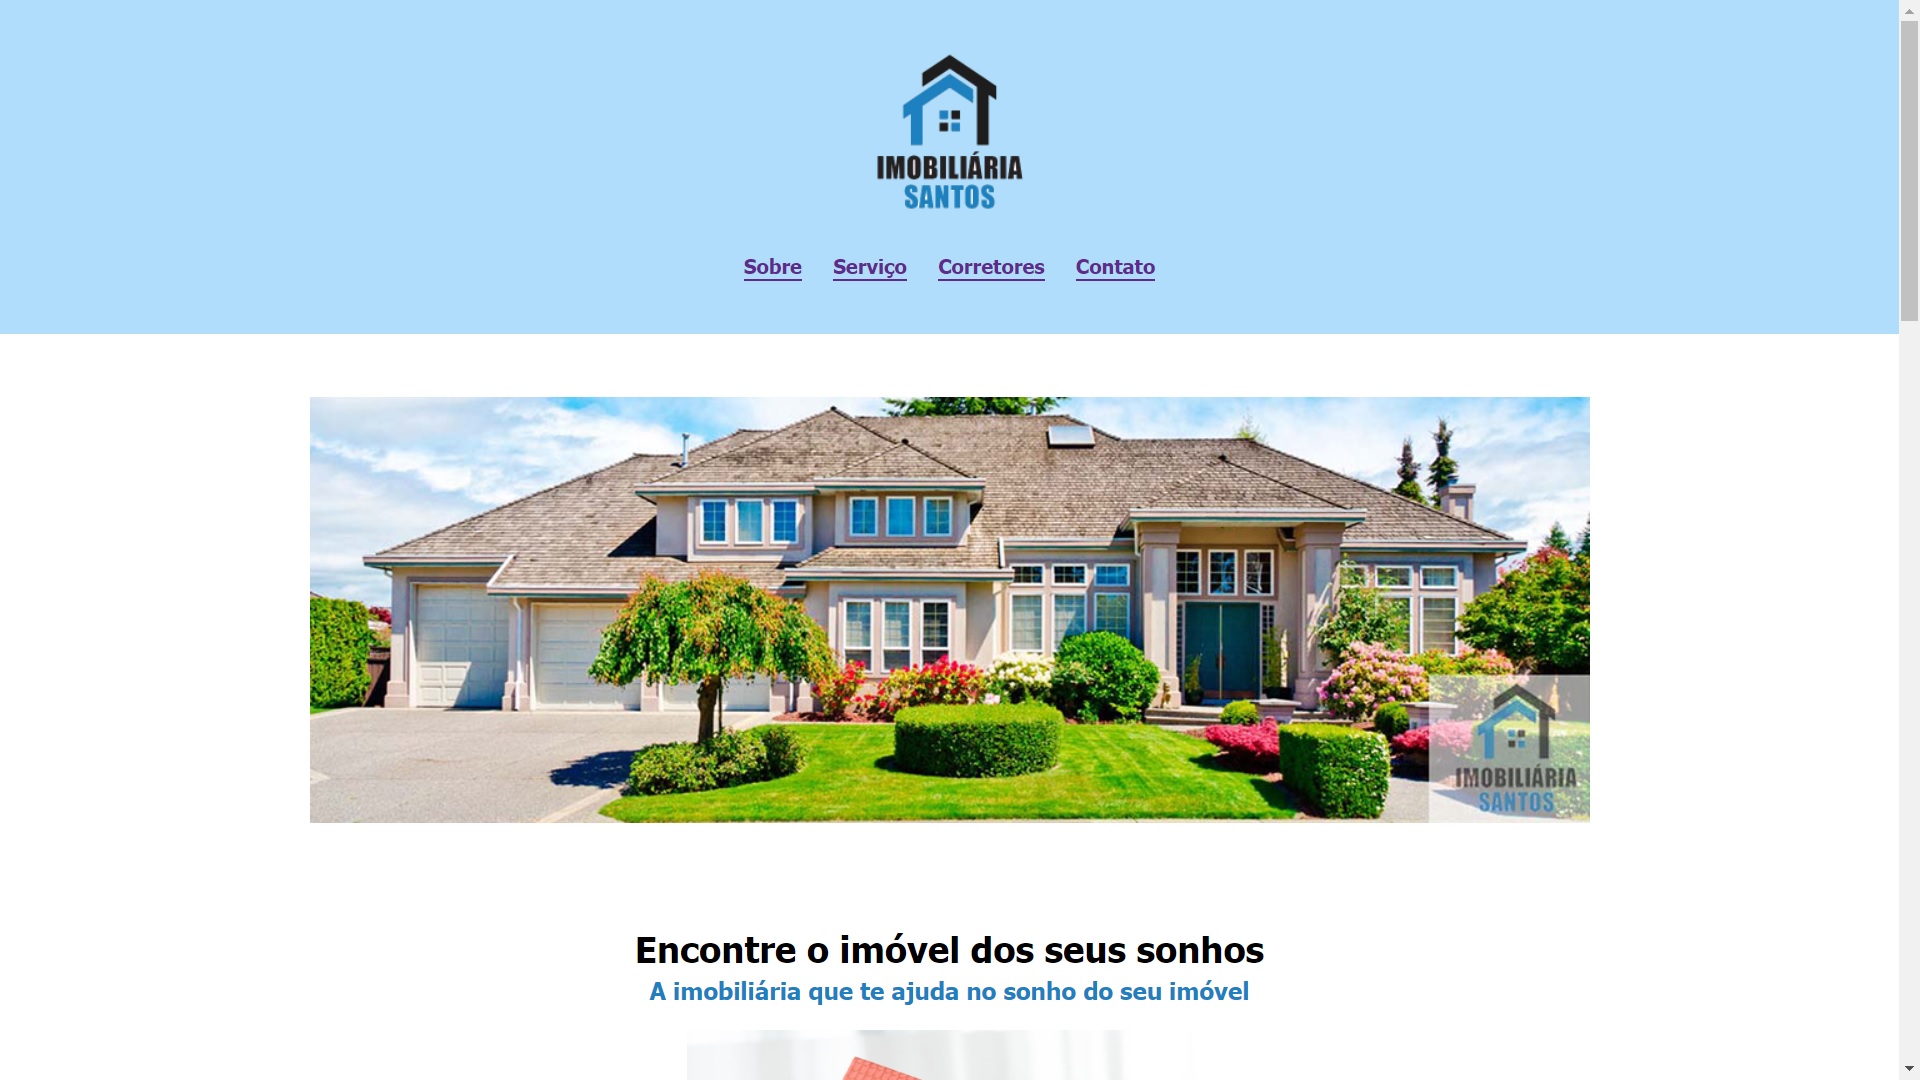 IMOBILIÁRIA
SANTOS
Sobre Serviço Corretores Contato
IMOBILIÁRIA
SANTOS
Encontre o imóvel dos seus sonhos
A imobiliária que te ajuda no sonho do seu imóvel